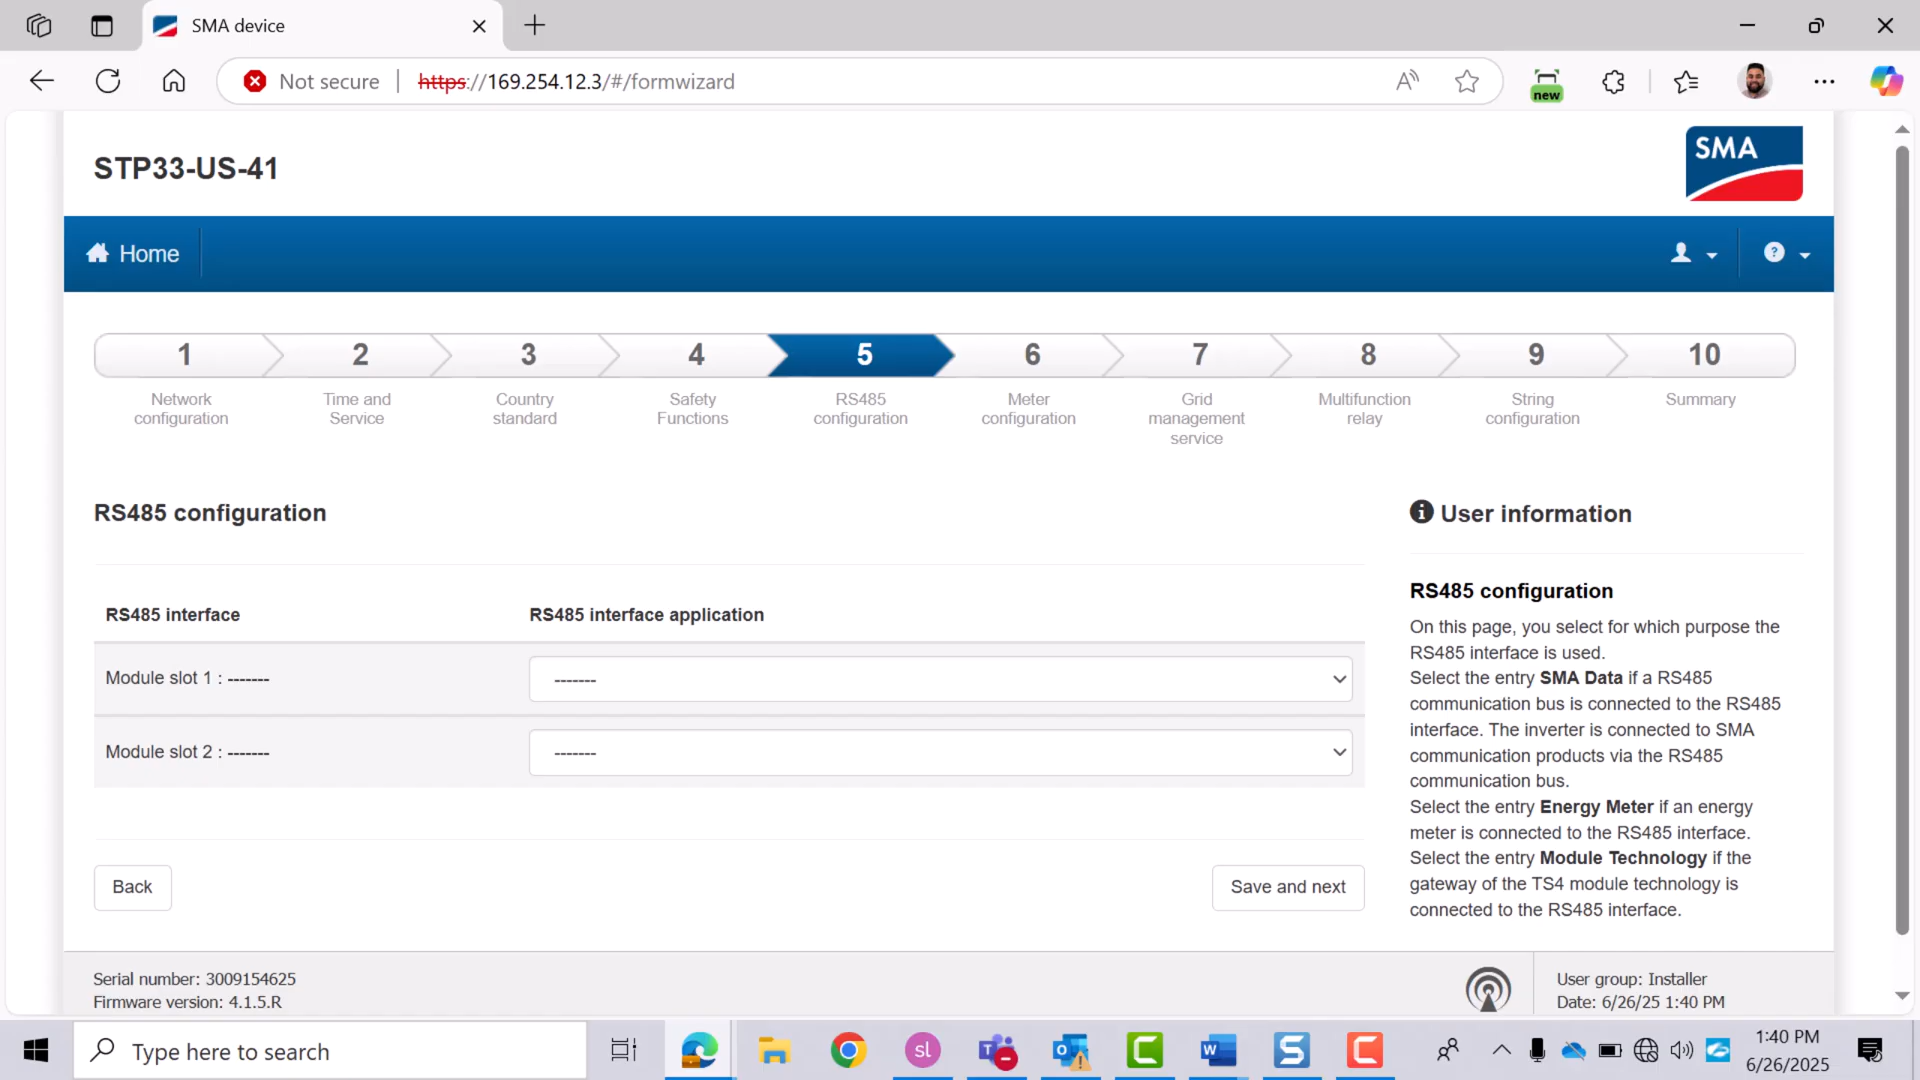 SMA device
Not secure
https://169.254.12.3/#/formwizard
new
STP33-US-41
SMA
Home
1
2
3
4
5
6
7
8
9
10
Network
configuration
Time and
Service
Country
standard
Safety
Functions
RS485
configuration
Meter
configuration
Grid
management
service
Multifunction
relay
String
configuration
Summary
RS485 configuration
RS485 interface
RS485 interface application
Module slot 1 : -------
-------
Module slot 2 : -------
-------
Back
Save and next
User information
RS485 configuration
On this page, you select for which purpose the
RS485 interface is used.
Select the entry SMA Data if a RS485
communication bus is connected to the RS485
interface. The inverter is connected to SMA
communication products via the RS485
communication bus.
Select the entry Energy Meter if an energy
meter is connected to the RS485 interface.
Select the entry Module Technology if the
gateway of the TS4 module technology is
connected to the RS485 interface.
Serial number: 3009154625
Firmware version: 4.1.5.R
User group: Installer
Date: 6/26/25 1:40 PM
Type here to search
sl
1:40 PM
6/26/2025